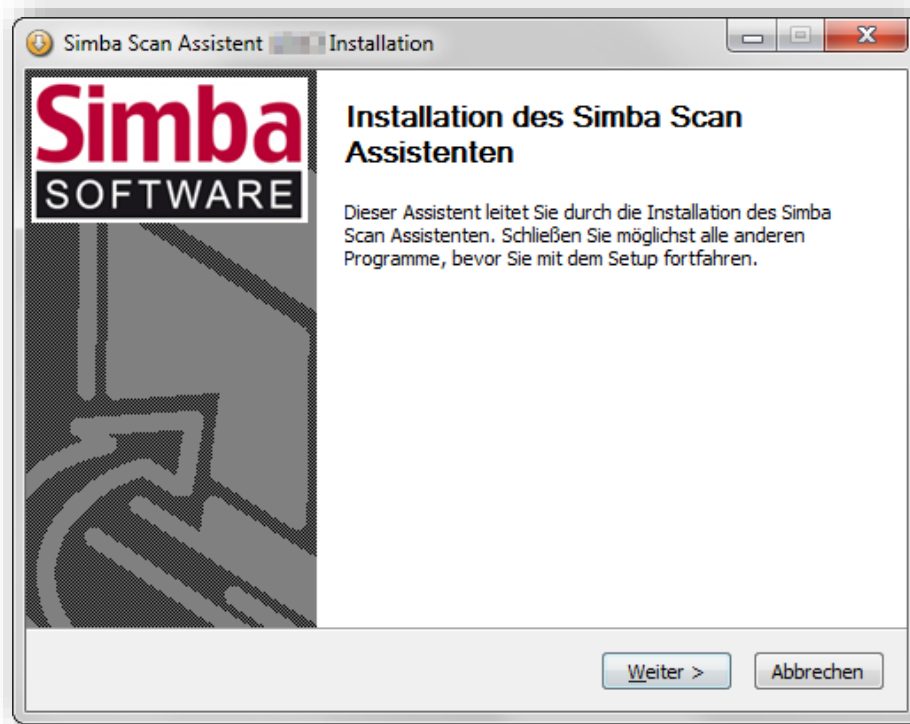 Simba Scan Assistent Installation
Simba
SOFTWARE
Installation des Simba Scan
Assistenten
Dieser Assistent leitet Sie durch die Installation des Simba
Scan Assistenten. Schließen Sie möglichst alle anderen
Programme, bevor Sie mit dem Setup fortfahren.
Weiter >
Abbrechen